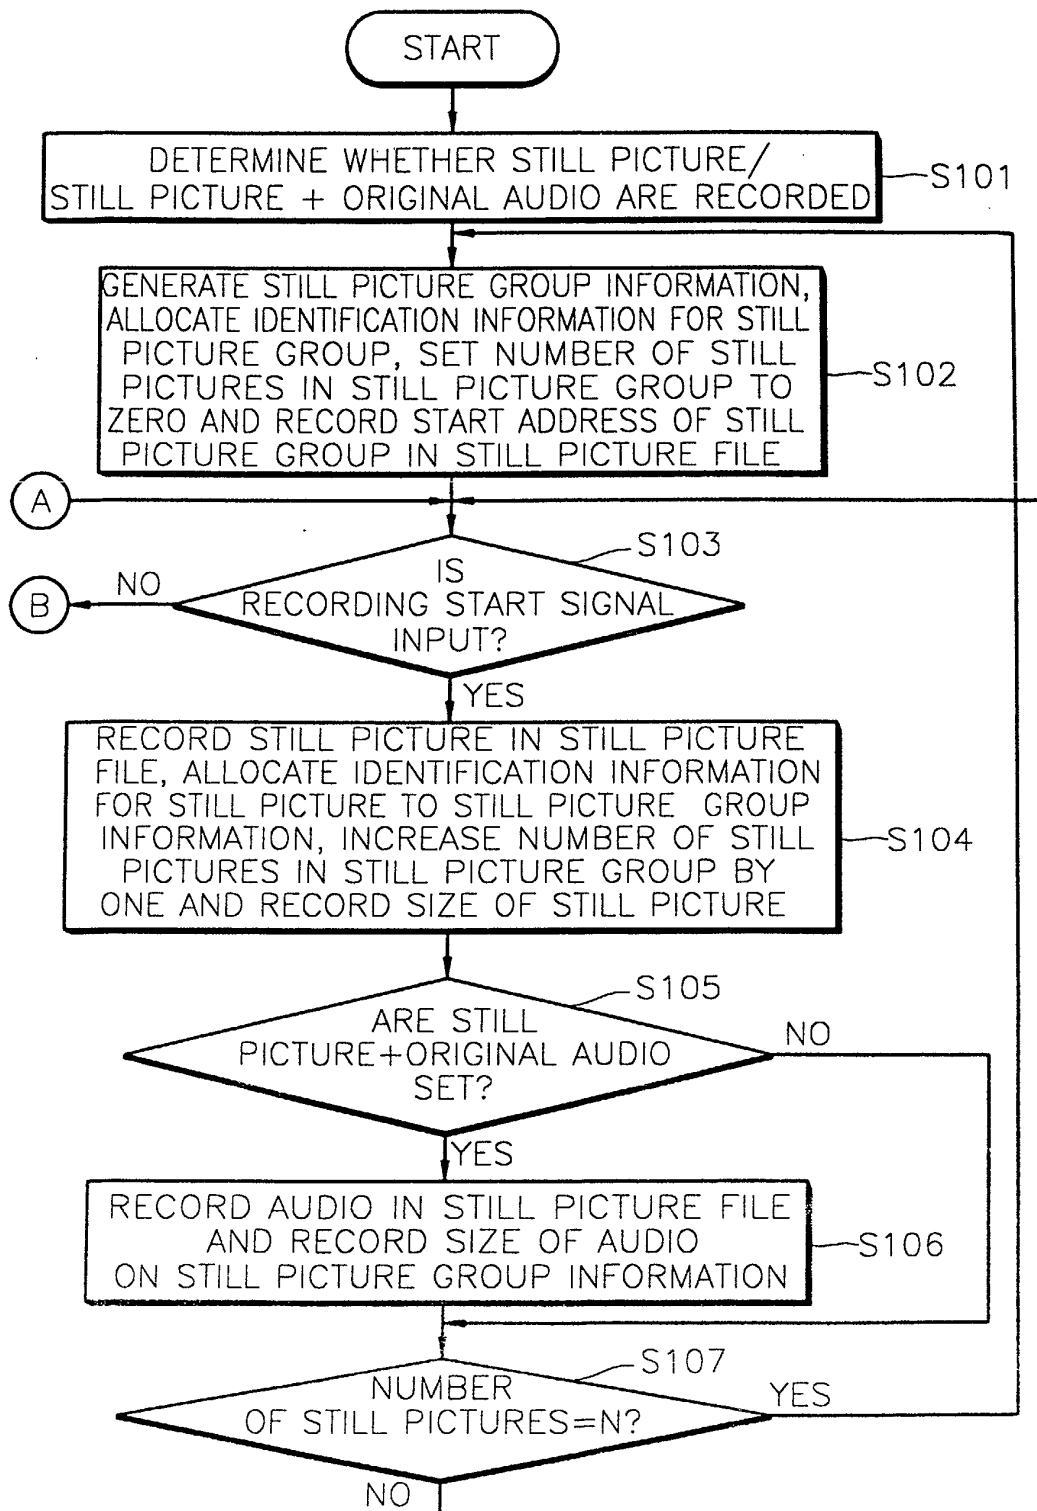 START
DETERMINE WHETHER STILL PICTURE/
STILL PICTURE + ORIGINAL AUDIO ARE RECORDED
S101
GENERATE STILL PICTURE GROUP INFORMATION,
ALLOCATE IDENTIFICATION INFORMATION FOR STILL
PICTURE GROUP, SET NUMBER OF STILL
PICTURES IN STILL PICTURE GROUP TO
ZERO AND RECORD START ADDRESS OF STILL
PICTURE GROUP IN STILL PICTURE FILE
S102
A
S103
IS
RECORDING START SIGNAL
INPUT?
NO
B
YES
RECORD STILL PICTURE IN STILL PICTURE
FILE, ALLOCATE IDENTIFICATION INFORMATION
FOR STILL PICTURE TO STILL PICTURE GROUP
INFORMATION, INCREASE NUMBER OF STILL
PICTURES IN STILL PICTURE GROUP BY
ONE AND RECORD SIZE OF STILL PICTURE
S104
S105
ARE STILL
PICTURE+ORIGINAL AUDIO
SET?
NO
YES
RECORD AUDIO IN STILL PICTURE FILE
AND RECORD SIZE OF AUDIO
ON STILL PICTURE GROUP INFORMATION
S106
S107
NUMBER
OF STILL PICTURES=N?
YES
NO